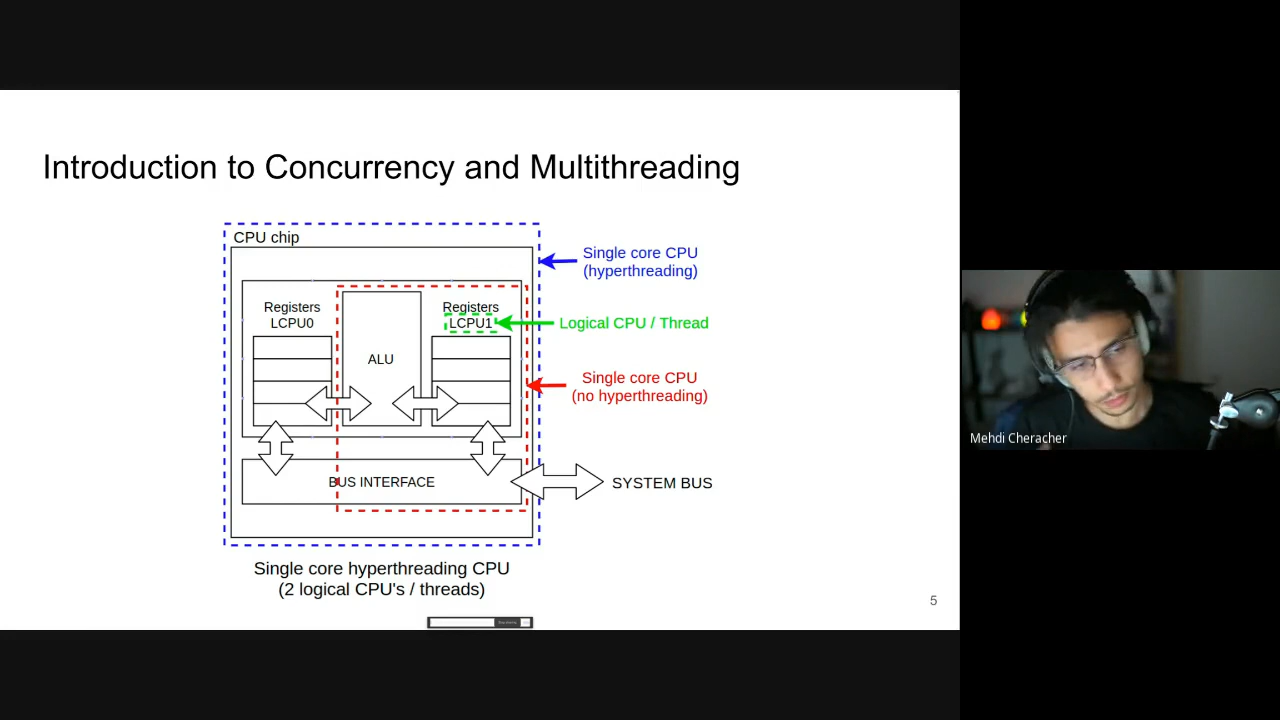 Introduction to Concurrency and Multithreading
CPU chip
Single core CPU
(hyperthreading)
Registers
LCPU0
Registers
LCPU1
Logical CPU / Thread
ALU
Single core CPU
(no hyperthreading)
BUS INTERFACE
SYSTEM BUS
Single core hyperthreading CPU
(2 logical CPU's / threads)
5
Mehdi Cheracher